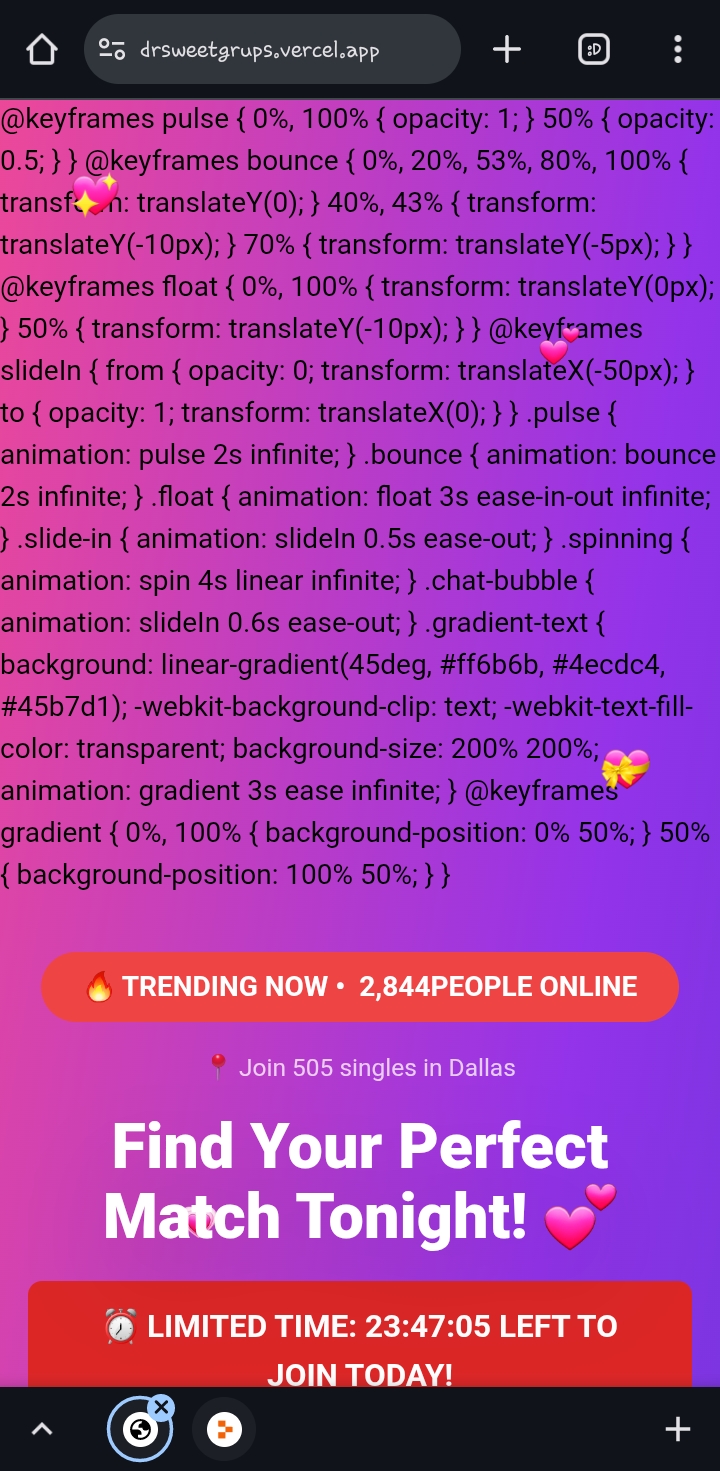 drsweetgrups.vercel.app
:D
@keyframes pulse { 0%, 100% { opacity: 1; } 50% { opacity:
0.5; } } @keyframes bounce { 0%, 20%, 53%, 80%, 100% {
transform: translateY(0); } 40%, 43% { transform:
translateY(-10px); } 70% { transform: translateY(-5px); } }
@keyframes float { 0%, 100% { transform: translateY(0px);
} 50% { transform: translateY(-10px); } } @keyframes
slideIn { from { opacity: 0; transform: translateX(-50px); }
to { opacity: 1; transform: translateX(0); } } .pulse {
animation: pulse 2s infinite; } .bounce { animation: bounce
2s infinite; } .float { animation: float 3s ease-in-out infinite;
} .slide-in { animation: slideIn 0.5s ease-out; } .spinning {
animation: spin 4s linear infinite; } .chat-bubble {
animation: slideIn 0.6s ease-out; } .gradient-text {
background: linear-gradient(45deg, #ff6b6b, #4ecdc4,
#45b7d1); -webkit-background-clip: text; -webkit-text-fill-
color: transparent; background-size: 200% 200%;
animation: gradient 3s ease infinite; } @keyframes
gradient { 0%, 100% { background-position: 0% 50%; } 50%
{ background-position: 100% 50%; } }
🔥 TRENDING NOW • 2,844PEOPLE ONLINE
📍 Join 505 singles in Dallas
Find Your Perfect
Match Tonight! 💕
⏰ LIMITED TIME: 23:47:05 LEFT TO
JOIN TODAY!